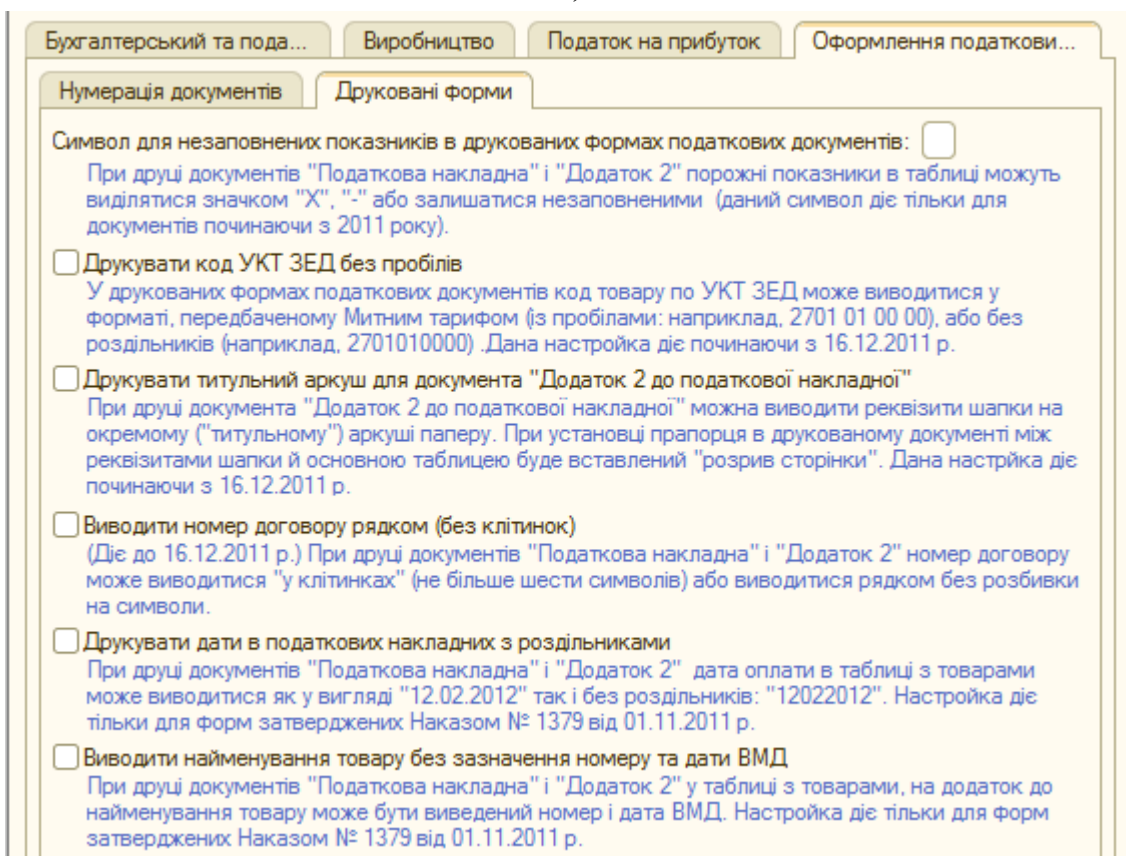 Бухгалтерський та пода... Виробництво Податок на прибуток Оформлення податкови...
Нумерація документів Друковані форми
Символ для незаповнених показників в друкованих формах податкових документів:
При друці документів "Податкова накладна" і "Додаток 2" порожні показники в таблиці можуть
виділятися значком "X", "-" або залишатися незаповненими (даний символ діє тільки для
документів починаючи з 2011 року).
Друкувати код УКТ ЗЕД без пробілів
У друкованих формах податкових документів код товару по УКТ ЗЕД може виводитися у
форматі, передбаченому Митним тарифом (із пробілами: наприклад, 2701 01 00 00), або без
роздільників (наприклад, 2701010000) .Дана настройка діє починаючи з 16.12.2011 р.
Друкувати титульний аркуш для документа "Додаток 2 до податкової накладної"
При друці документа "Додаток 2 до податкової накладної" можна виводити реквізити шапки на
окремому ("титульному") аркуші паперу. При установці прапорця в друкованому документі між
реквізитами шапки й основною таблицею буде вставлений "розрив сторінки". Дана настрйка діє
починаючи з 16.12.2011 р.
Виводити номер договору рядком (без клітинок)
(Діє до 16.12.2011 р.) При друці документів "Податкова накладна" і "Додаток 2" номер договору
може виводитися "у клітинках" (не більше шести символів) або виводитися рядком без розбивки
на символи.
Друкувати дати в податкових накладних з роздільниками
При друці документів "Податкова накладна" і "Додаток 2" дата оплати в таблиці з товарами
може виводитися як у вигляді "12.02.2012" так і без роздільників: "12022012". Настройка діє
тільки для форм затверджених Наказом № 1379 від 01.11.2011 р.
Виводити найменування товару без зазначення номеру та дати ВМД
При друці документів "Податкова накладна" і "Додаток 2" у таблиці з товарами, на додаток до
найменування товару може бути виведений номер і дата ВМД. Настройка діє тільки для форм
затверджених Наказом № 1379 від 01.11.2011 р.